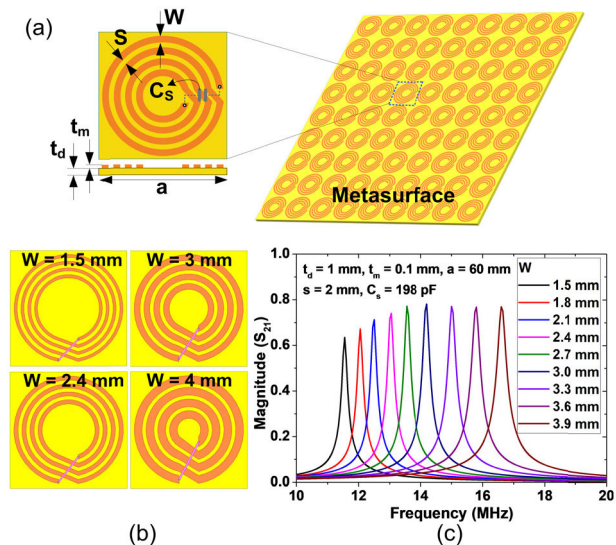 (a)
W
S
C_S
t_m
t_d
a
Metasurface
W = 1.5 mm
W = 3 mm
W = 2.4 mm
W = 4 mm
(b)
t_d = 1 mm, t_m = 0.1 mm, a = 60 mm
s = 2 mm, C_s = 198 pF
W
1.5 mm
1.8 mm
2.1 mm
2.4 mm
2.7 mm
3.0 mm
3.3 mm
3.6 mm
3.9 mm
Magnitude (S_21)
1.0
0.8
0.6
0.4
0.2
0.0
10 12 14 16 18 20
Frequency (MHz)
(c)